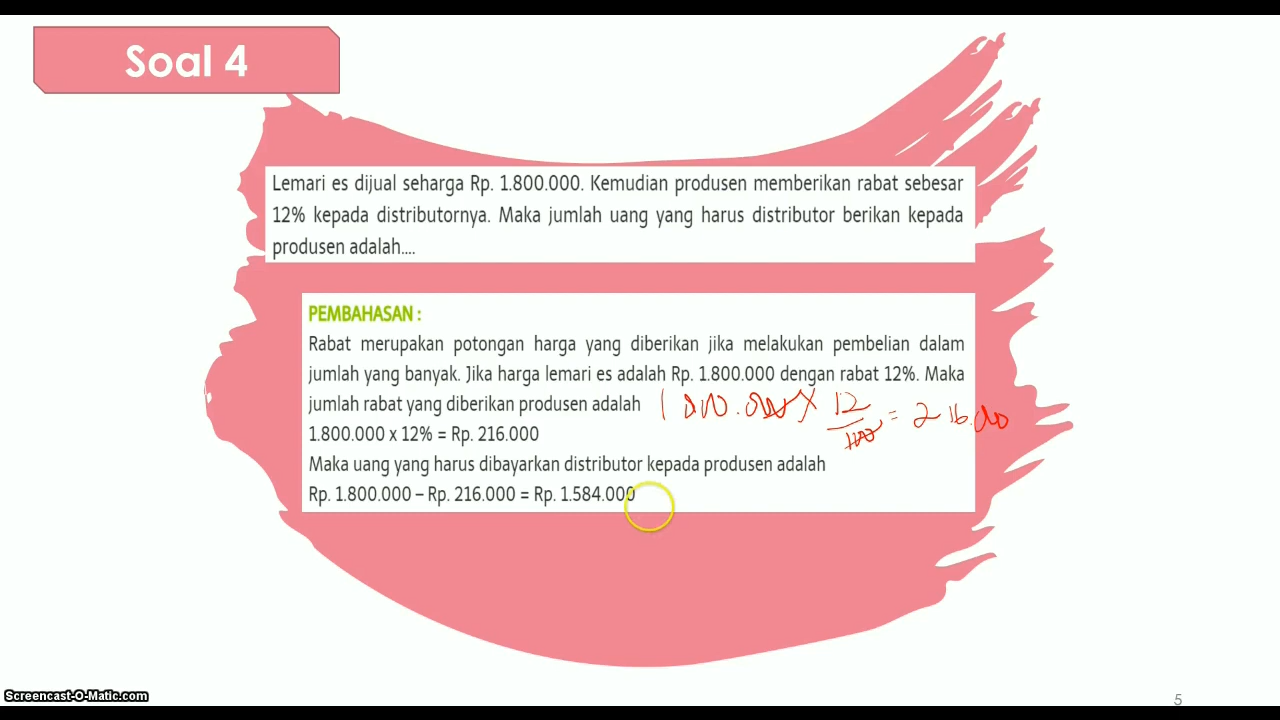 Soal 4
Lemari es dijual seharga Rp. 1.800.000. Kemudian produsen memberikan rabat sebesar
12% kepada distributornya. Maka jumlah uang yang harus distributor berikan kepada
produsen adalah....
PEMBAHASAN :
Rabat merupakan potongan harga yang diberikan jika melakukan pembelian dalam
jumlah yang banyak. Jika harga lemari es adalah Rp. 1.800.000 dengan rabat 12%. Maka
jumlah rabat yang diberikan produsen adalah
12
100
=
1.800.000 x 12% = Rp. 216.000
Maka uang yang harus dibayarkan distributor kepada produsen adalah
Rp. 1.800.000 – Rp. 216.000 = Rp. 1.584.000
Screencast-O-Matic.com
5